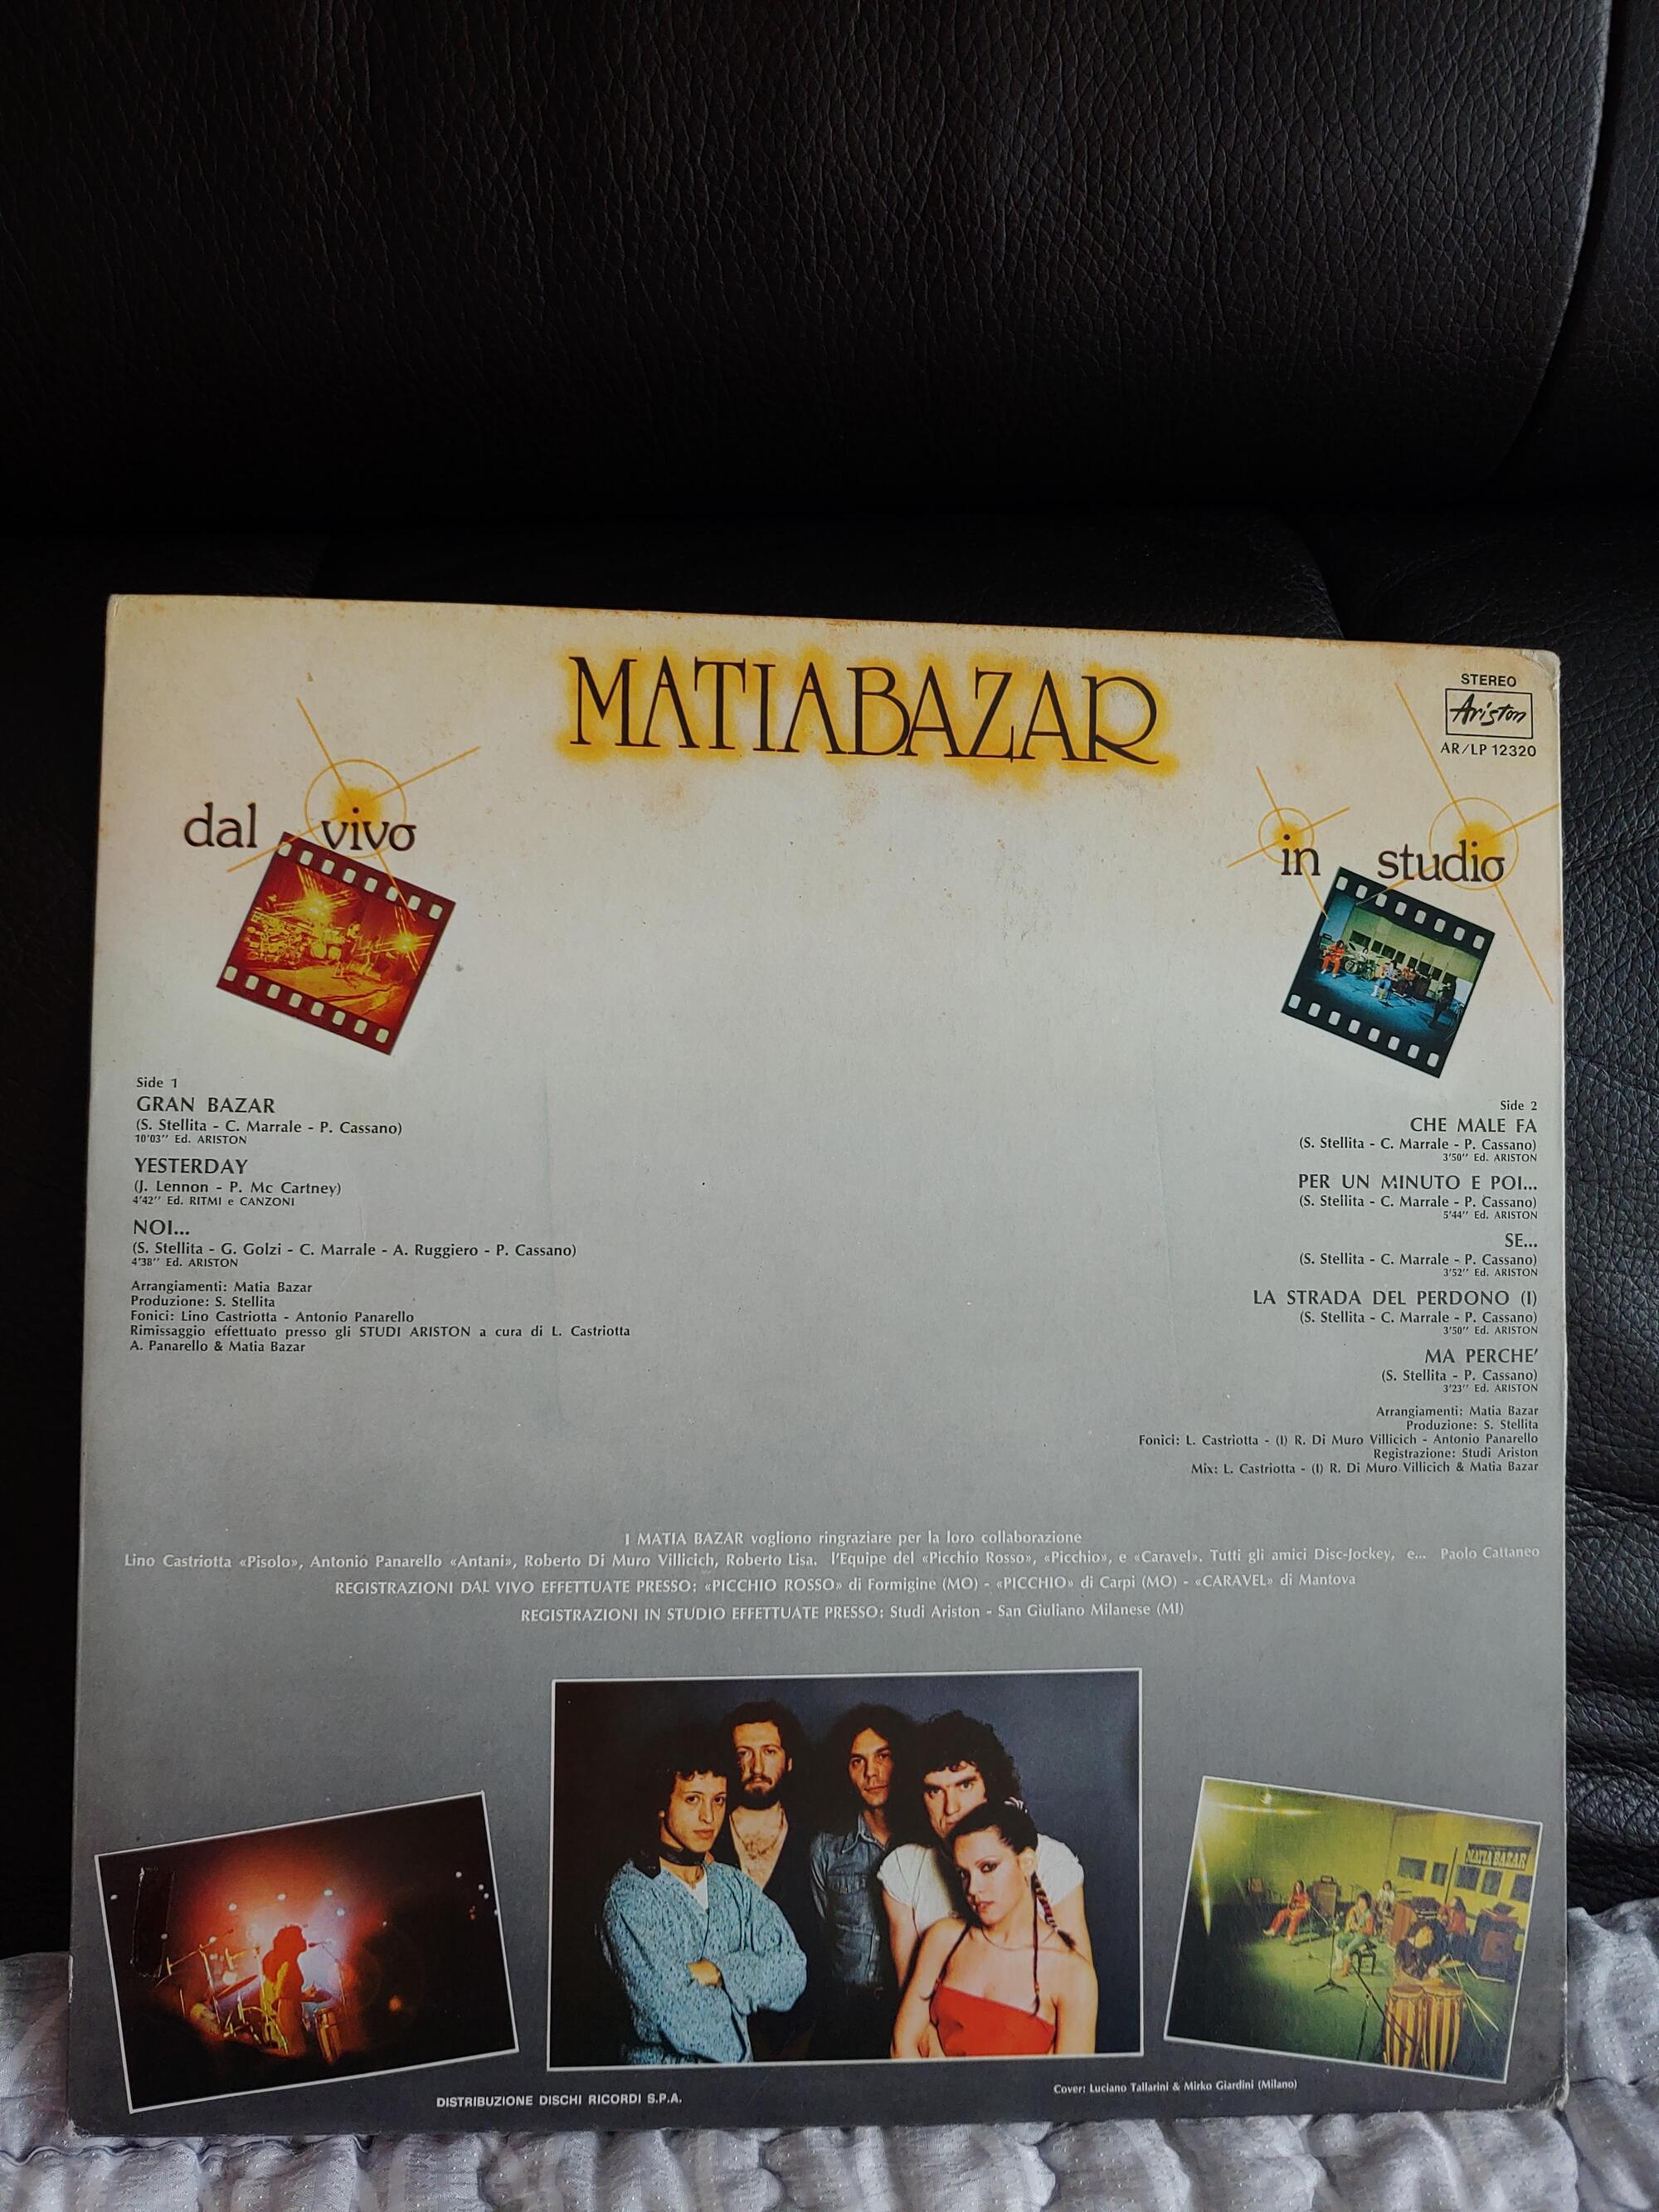 MATIABAZAR
STEREO
Ariston
AR/LP 12320
dal vivo
in studio
Side 1
GRAN BAZAR
(S. Stellita - C. Marrale - P. Cassano)
10'03'' Ed. ARISTON
YESTERDAY
(J. Lennon - P. Mc Cartney)
4'42'' Ed. RITMI e CANZONI
NOI...
(S. Stellita - G. Golzi - C. Marrale - A. Ruggiero - P. Cassano)
4'38'' Ed. ARISTON
Arrangiamenti: Matia Bazar
Produzione: S. Stellita
Fonici: Lino Castriotta - Antonio Panarello
Rimissaggio effettuato presso gli STUDI ARISTON a cura di L. Castriotta
A. Panarello & Matia Bazar
Side 2
CHE MALE FA
(S. Stellita - C. Marrale - P. Cassano)
3'50'' Ed. ARISTON
PER UN MINUTO E POI...
(S. Stellita - C. Marrale - P. Cassano)
5'44'' Ed. ARISTON
SE...
(S. Stellita - C. Marrale - P. Cassano)
3'52'' Ed. ARISTON
LA STRADA DEL PERDONO (I)
(S. Stellita - C. Marrale - P. Cassano)
3'50'' Ed. ARISTON
MA PERCHE'
(S. Stellita - P. Cassano)
3'23'' Ed. ARISTON
Arrangiamenti: Matia Bazar
Produzione: S. Stellita
Fonici: L. Castriotta - (I) R. Di Muro Villicich - Antonio Panarello
Registrazione: Studi Ariston
Mix: L. Castriotta - (I) R. Di Muro Villicich & Matia Bazar
I MATIA BAZAR vogliono ringraziare per la loro collaborazione
Lino Castriotta «Pisolo», Antonio Panarello «Antani», Roberto Di Muro Villicich, Roberto Lisa. l'Equipe del «Picchio Rosso», «Picchio», e «Caravel». Tutti gli amici Disc-Jockey, e... Paolo Cattaneo
REGISTRAZIONI DAL VIVO EFFETTUATE PRESSO: «PICCHIO ROSSO» di Formigine (MO) - «PICCHIO» di Carpi (MO) - «CARAVEL» di Mantova
REGISTRAZIONI IN STUDIO EFFETTUATE PRESSO: Studi Ariston - San Giuliano Milanese (MI)
MATIA BAZAR
DISTRIBUZIONE DISCHI RICORDI S.P.A.
Cover: Luciano Tallarini & Mirko Giardini (Milano)